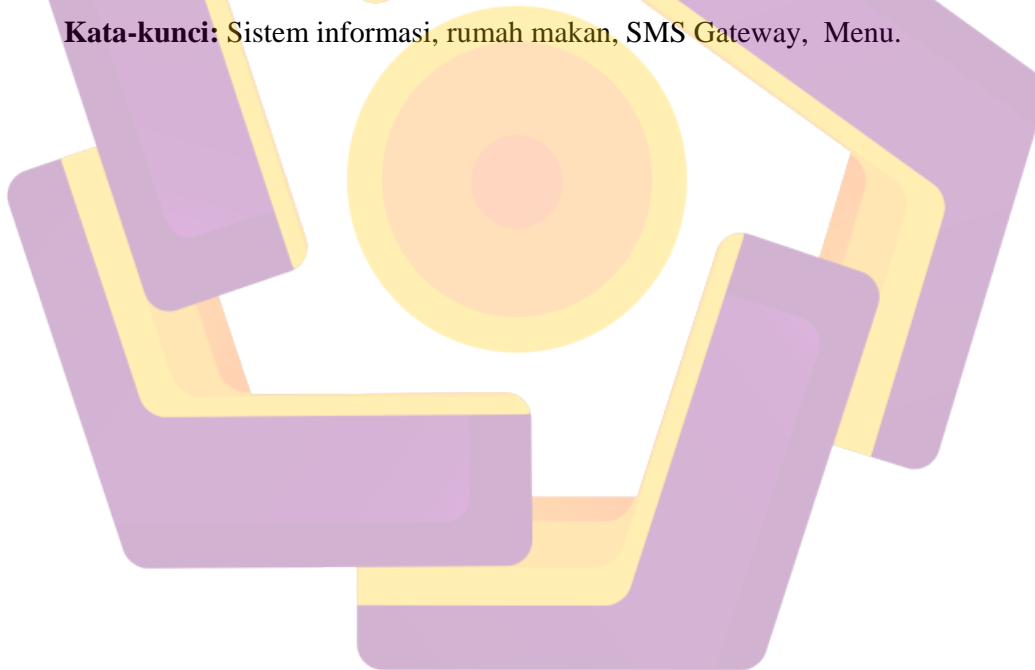 Kata-kunci: Sistem informasi, rumah makan, SMS Gateway, Menu.